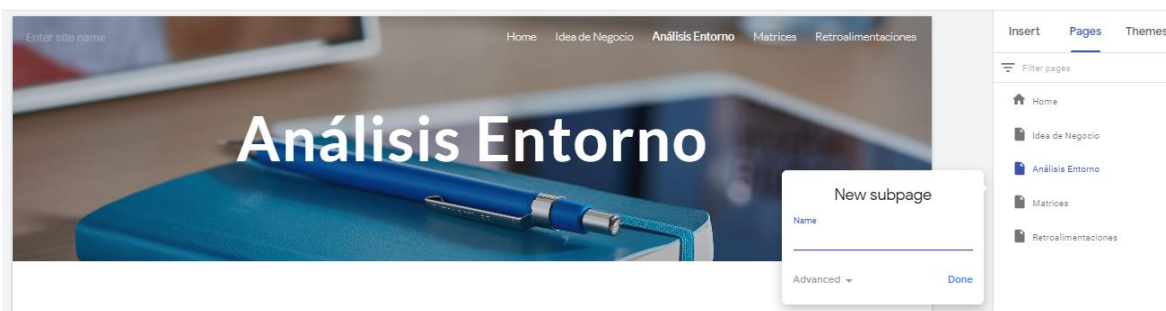 Enter site name
Home Idea de Negocio Análisis Entorno Matrices Retroalimentaciones
Análisis Entorno
New subpage
Name
Advanced
Done
Insert Pages Themes
Filter pages
Home
Idea de Negocio
Análisis Entorno
Matrices
Retroalimentaciones